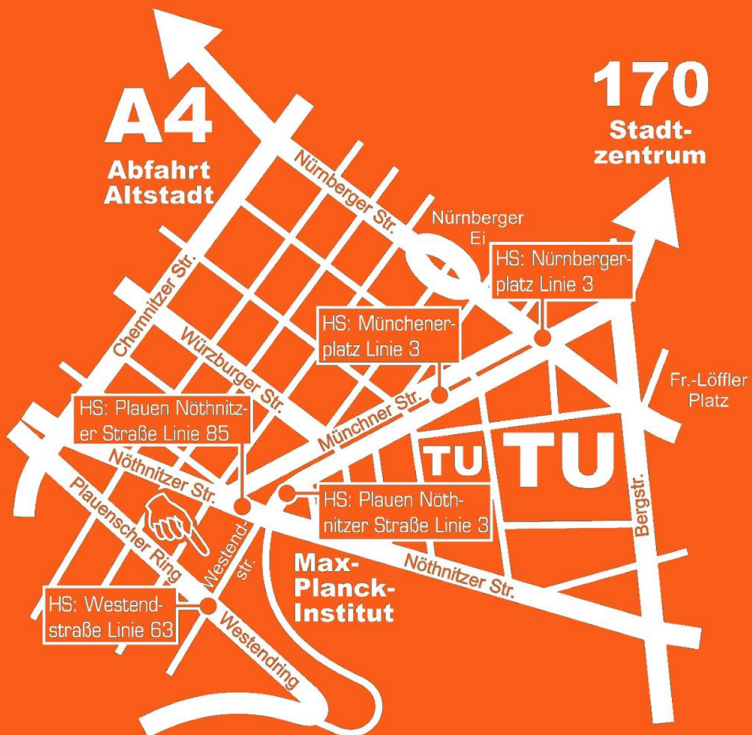 A4
Abfahrt
Altstadt
170
Stadt-
zentrum
Nürnberger Str.
Nürnberger
Ei
HS: Nürnberger-
platz Linie 3
Chemnitzer Str.
HS: Münchener-
platz Linie 3
Würzburger Str.
Münchner Str.
Fr.-Löffler
Platz
HS: Plauen Nöthnitz-
er Straße Linie 85
TU
TU
Nöthnitzer Str.
HS: Plauen Nöth-
nitzer Straße Linie 3
Bergstr.
Plauenscher Ring
Westend-
str.
Max-
Planck-
Institut
Nöthnitzer Str.
HS: Westend-
straße Linie 63
Westendring